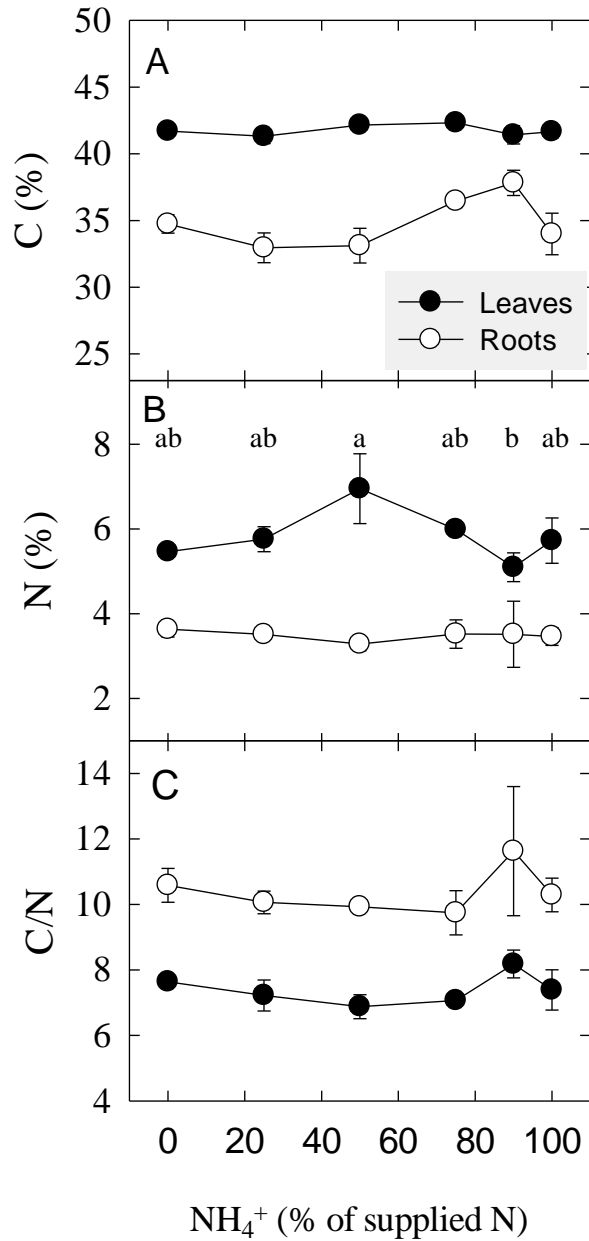 50
A
45
40
C (%)
35
30
25
Leaves
Roots
B
8
ab ab a ab b ab
6
N (%)
4
2
14
C
12
10
C/N
8
6
4
0 20 40 60 80 100
NH₄⁺ (% of supplied N)